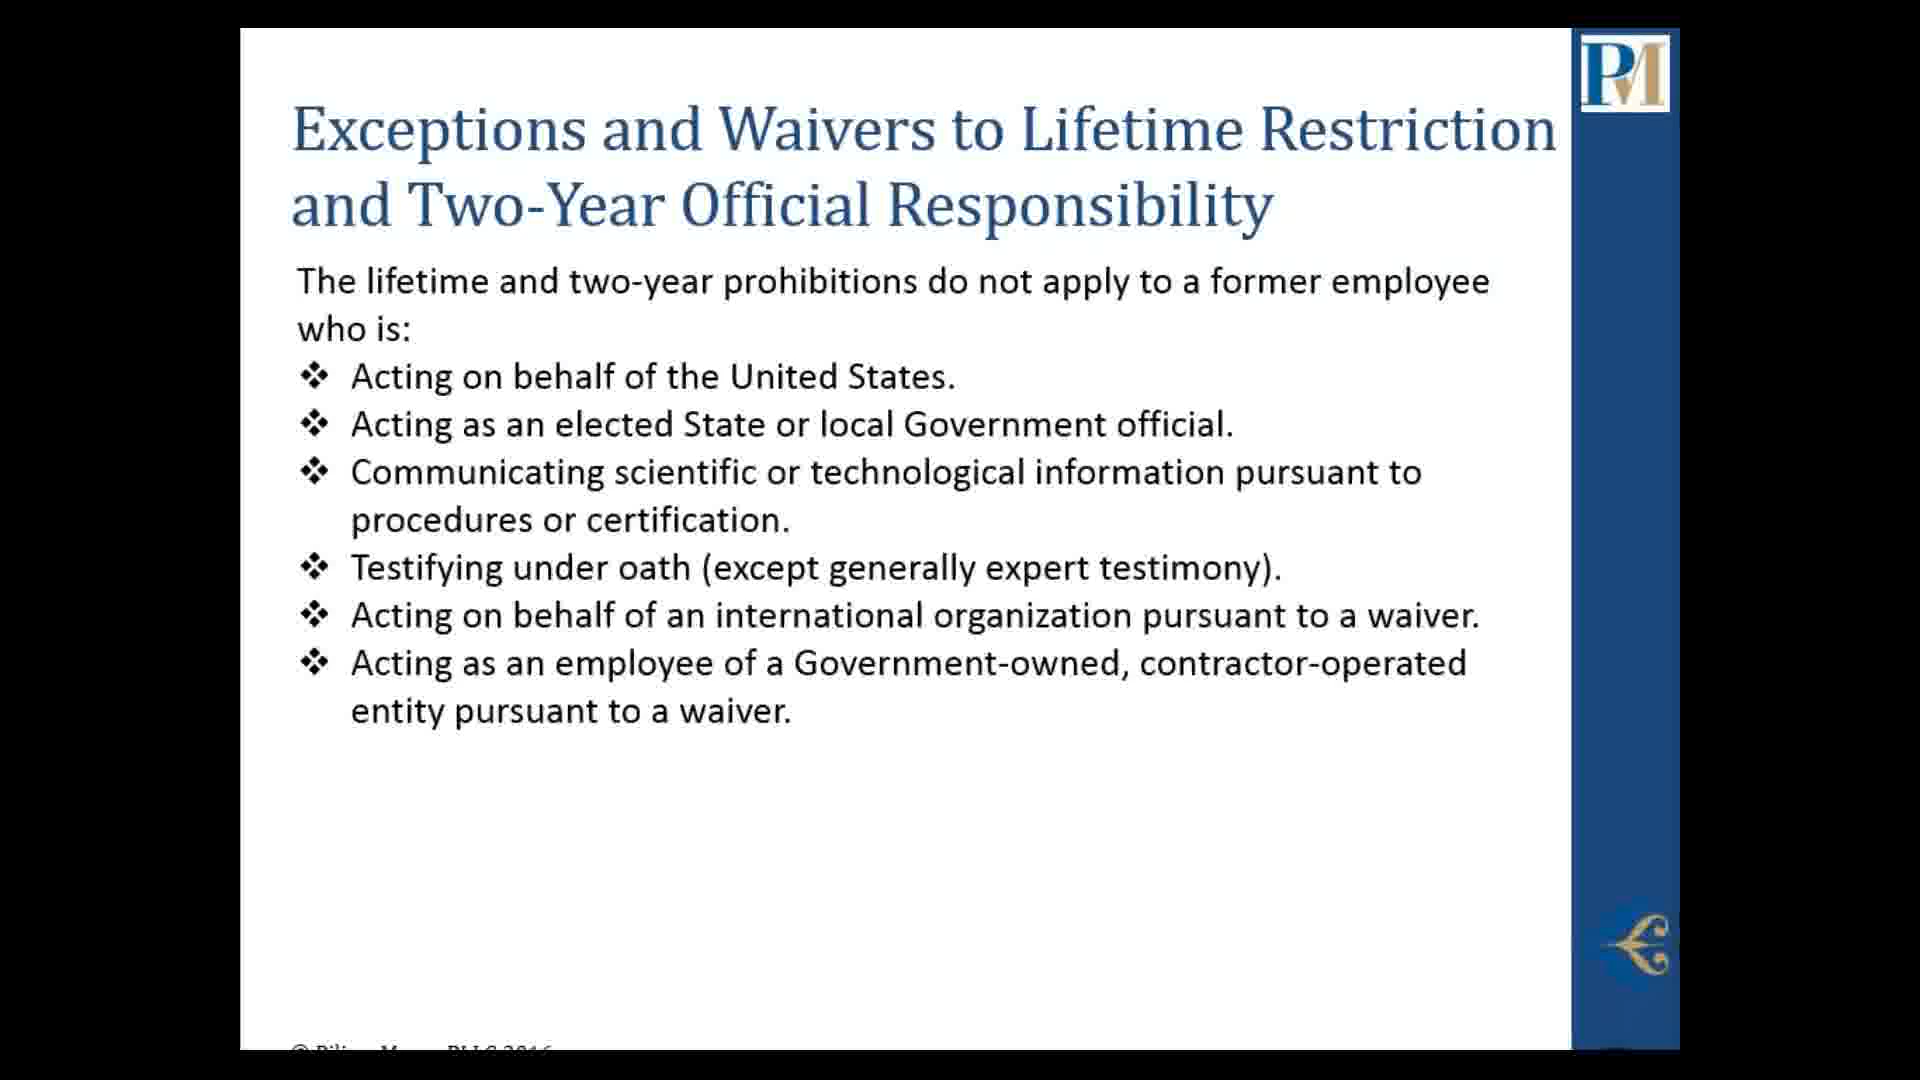 PM
Exceptions and Waivers to Lifetime Restriction
and Two-Year Official Responsibility
The lifetime and two-year prohibitions do not apply to a former employee
who is:
❖ Acting on behalf of the United States.
❖ Acting as an elected State or local Government official.
❖ Communicating scientific or technological information pursuant to
procedures or certification.
❖ Testifying under oath (except generally expert testimony).
❖ Acting on behalf of an international organization pursuant to a waiver.
❖ Acting as an employee of a Government-owned, contractor-operated
entity pursuant to a waiver.